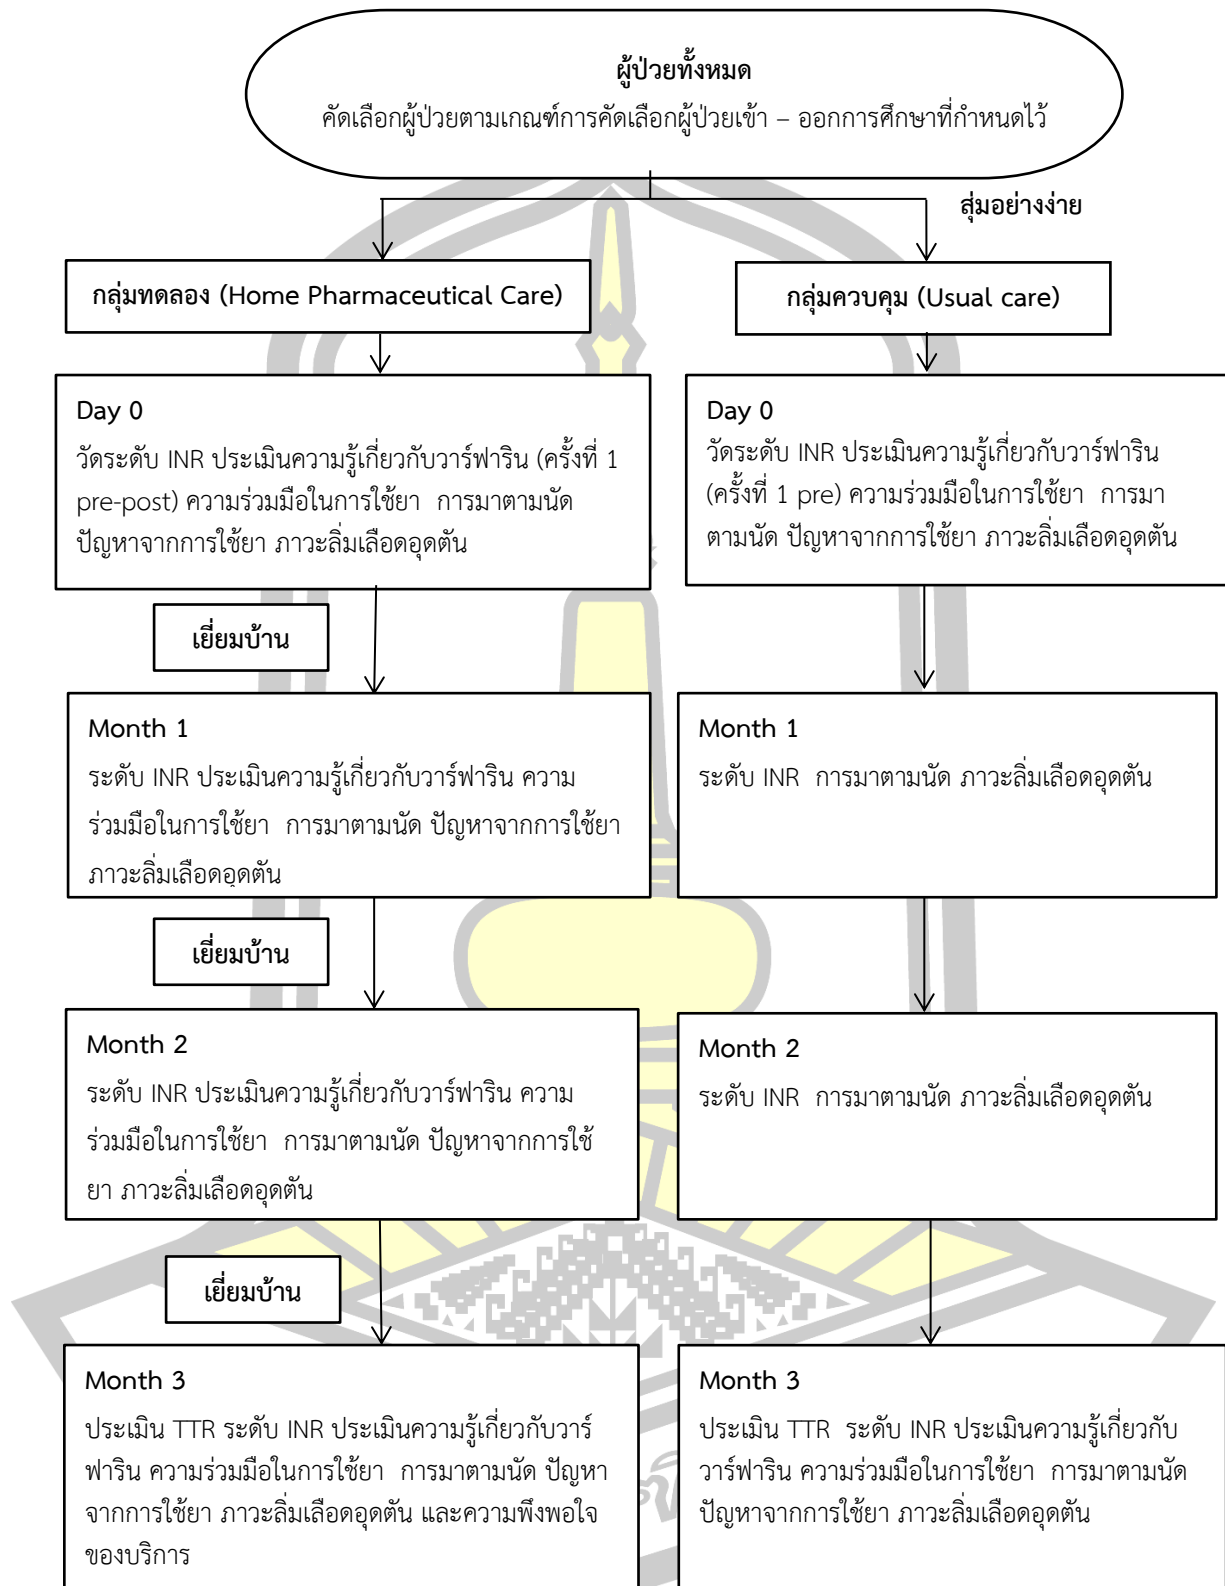 ผู้ป่วยทั้งหมด
คัดเลือกผู้ป่วยตามเกณฑ์การคัดเลือกผู้ป่วยเข้า – ออกการศึกษาที่กำหนดไว้
สุ่มอย่างง่าย
กลุ่มทดลอง (Home Pharmaceutical Care)
กลุ่มควบคุม (Usual care)
Day 0
วัดระดับ INR ประเมินความรู้เกี่ยวกับวาร์ฟาริน (ครั้งที่ 1
pre-post) ความร่วมมือในการใช้ยา การมาตามนัด
ปัญหาจากการใช้ยา ภาวะลิ่มเลือดอุดตัน
Day 0
วัดระดับ INR ประเมินความรู้เกี่ยวกับวาร์ฟาริน
(ครั้งที่ 1 pre) ความร่วมมือในการใช้ยา การมา
ตามนัด ปัญหาจากการใช้ยา ภาวะลิ่มเลือดอุดตัน
เยี่ยมบ้าน
Month 1
ระดับ INR ประเมินความรู้เกี่ยวกับวาร์ฟาริน ความ
ร่วมมือในการใช้ยา การมาตามนัด ปัญหาจากการใช้ยา
ภาวะลิ่มเลือดอุดตัน
Month 1
ระดับ INR การมาตามนัด ภาวะลิ่มเลือดอุดตัน
เยี่ยมบ้าน
Month 2
ระดับ INR ประเมินความรู้เกี่ยวกับวาร์ฟาริน ความ
ร่วมมือในการใช้ยา การมาตามนัด ปัญหาจากการใช้
ยา ภาวะลิ่มเลือดอุดตัน
Month 2
ระดับ INR การมาตามนัด ภาวะลิ่มเลือดอุดตัน
เยี่ยมบ้าน
Month 3
ประเมิน TTR ระดับ INR ประเมินความรู้เกี่ยวกับวาร์
ฟาริน ความร่วมมือในการใช้ยา การมาตามนัด ปัญหา
จากการใช้ยา ภาวะลิ่มเลือดอุดตัน และความพึงพอใจ
ของบริการ
Month 3
ประเมิน TTR ระดับ INR ประเมินความรู้เกี่ยวกับ
วาร์ฟาริน ความร่วมมือในการใช้ยา การมาตามนัด
ปัญหาจากการใช้ยา ภาวะลิ่มเลือดอุดตัน